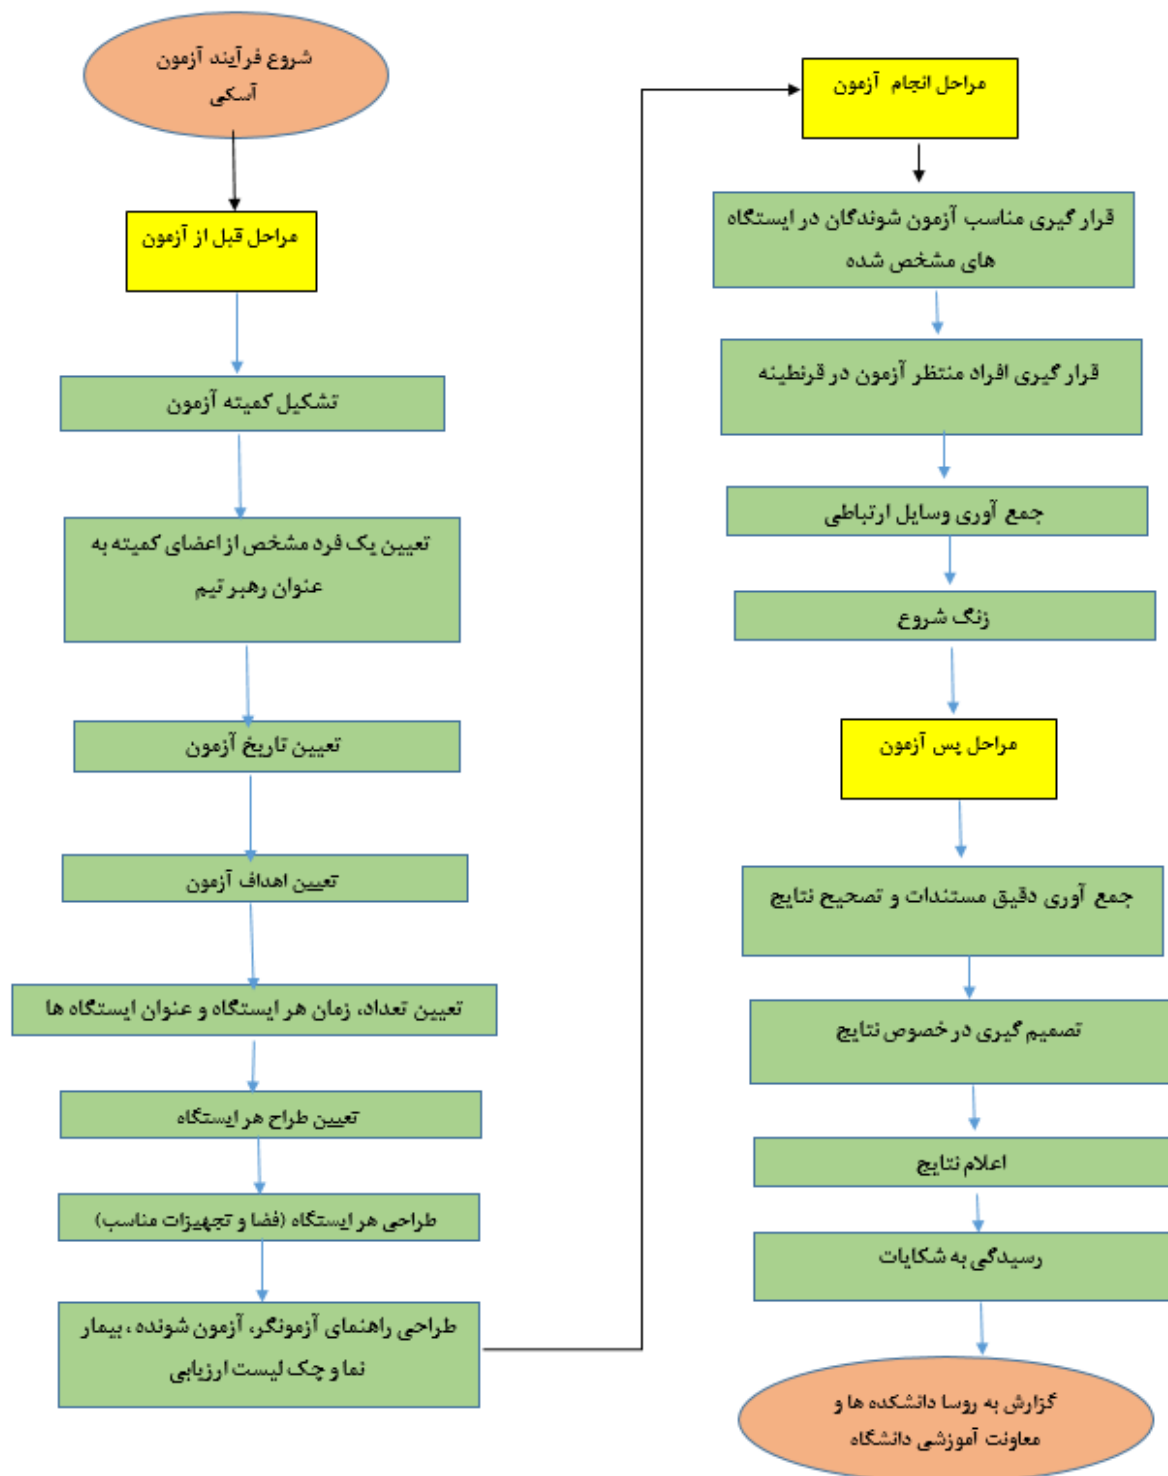 شروع فرآیند آزمون
آسکی
مراحل قبل از آزمون
تشکیل کمیته آزمون
تعیین یک فرد مشخص از اعضای کمیته به
عنوان رهبر تیم
تعیین تاریخ آزمون
تعیین اهداف آزمون
تعیین تعداد، زمان هر ایستگاه و عنوان ایستگاه ها
تعیین طراح هر ایستگاه
طراحی هر ایستگاه (فضا و تجهیزات مناسب)
طراحی راهنمای آزمونگر، آزمون شونده ، بیمار
نما و چک لیست ارزیابی
مراحل انجام آزمون
قرار گیری مناسب آزمون شوندگان در ایستگاه
های مشخص شده
قرار گیری افراد منتظر آزمون در قرنطینه
جمع آوری وسایل ارتباطی
زنگ شروع
مراحل پس آزمون
جمع آوری دقیق مستندات و تصحیح نتایج
تصمیم گیری در خصوص نتایج
اعلام نتایج
رسیدگی به شکایات
گزارش به روسا دانشکده ها و
معاونت آموزشی دانشگاه